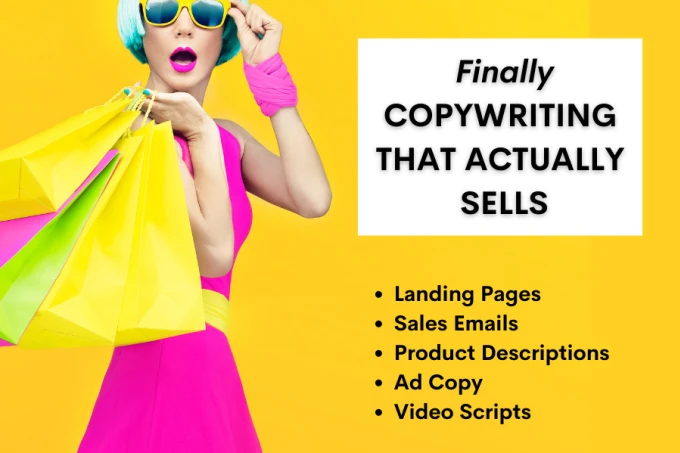 Finally
COPYWRITING
THAT ACTUALLY
SELLS
• Landing Pages
• Sales Emails
• Product Descriptions
• Ad Copy
• Video Scripts